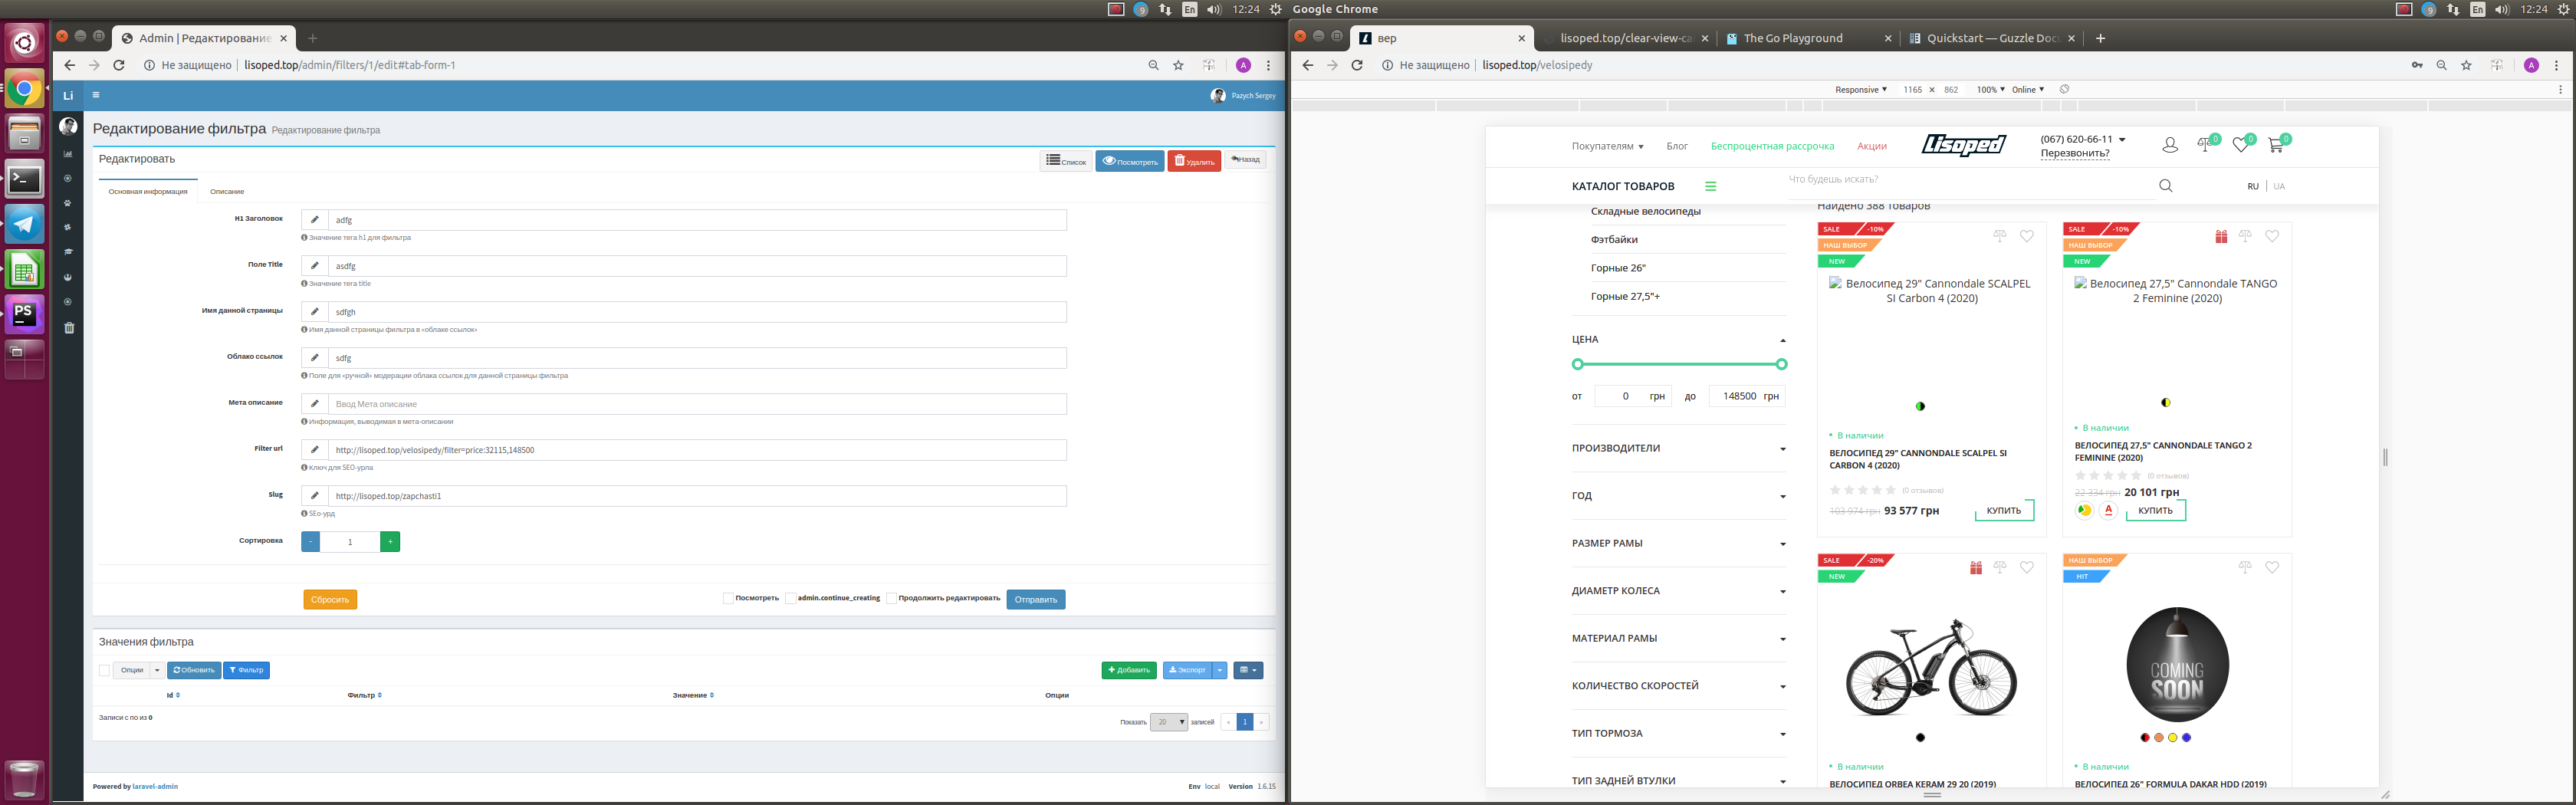 En
12:24
Google Chrome
En
12:24
Admin | Редактирование
Не защищено
lisoped.top/admin/filters/1/edit#tab-form-1
A
Li
Pazych Sergey
Редактирование фильтра Редактирование фильтра
Редактировать
Список
Посмотреть
Удалить
Назад
Основная информация
Описание
H1 Заголовок
adfg
Значение тега h1 для фильтра
Поле Title
asdfg
Значение тега title
Имя данной страницы
sdfgh
Имя данной страницы фильтра в «облаке ссылок»
Облако ссылок
sdfg
Поле для «ручной» модерации облака ссылок для данной страницы фильтра
Мета описание
Ввод Мета описание
Информация, выводимая в мета-описании
Filter url
http://lisoped.top/velosipedy/filter=price:32115,148500
Ключ для SEO-урла
Slug
http://lisoped.top/zapchasti1
SEo-урд
Сортировка
- 1 +
Сбросить
Посмотреть
admin.continue_creating
Продолжить редактировать
Отправить
Значения фильтра
Опции
Обновить
Фильтр
Добавить
Экспорт
Id
Фильтр
Значение
Опции
Записи с по из 0
Показать 20 записей
« 1 »
Powered by laravel-admin
Env local Version 1.6.15
PS
вер
lisoped.top/clear-view-ca
The Go Playground
Quickstart — Guzzle Doc
Не защищено
lisoped.top/velosipedy
A
Responsive
1165 × 862
100%
Online
Покупателям
Блог
Беспроцентная рассрочка
Акции
Lisoped
(067) 620-66-11
Перезвонить?
0
0
0
КАТАЛОГ ТОВАРОВ
Что будешь искать?
RU | UA
Складные велосипеды
Фэтбайки
Горные 26"
Горные 27,5"+
ЦЕНА
от 0 грн до 148500 грн
ПРОИЗВОДИТЕЛИ
ГОД
РАЗМЕР РАМЫ
ДИАМЕТР КОЛЕСА
МАТЕРИАЛ РАМЫ
КОЛИЧЕСТВО СКОРОСТЕЙ
ТИП ТОРМОЗА
ТИП ЗАДНЕЙ ВТУЛКИ
Найдено 388 товаров
SALE -10%
НАШ ВЫБОР
NEW
Велосипед 29" Cannondale SCALPEL
SI Carbon 4 (2020)
В наличии
ВЕЛОСИПЕД 29" CANNONDALE SCALPEL SI
CARBON 4 (2020)
(0 отзывов)
103 974 грн 93 577 грн
КУПИТЬ
SALE -10%
НАШ ВЫБОР
NEW
Велосипед 27,5" Cannondale TANGO
2 Feminine (2020)
В наличии
ВЕЛОСИПЕД 27,5" CANNONDALE TANGO 2
FEMININE (2020)
(0 отзывов)
22 334 грн 20 101 грн
КУПИТЬ
SALE -20%
NEW
В наличии
ВЕЛОСИПЕД ORBEA KERAM 29 20 (2019)
НАШ ВЫБОР
HIT
COMING
SOON
В наличии
ВЕЛОСИПЕД 26" FORMULA DAKAR HDD (2019)